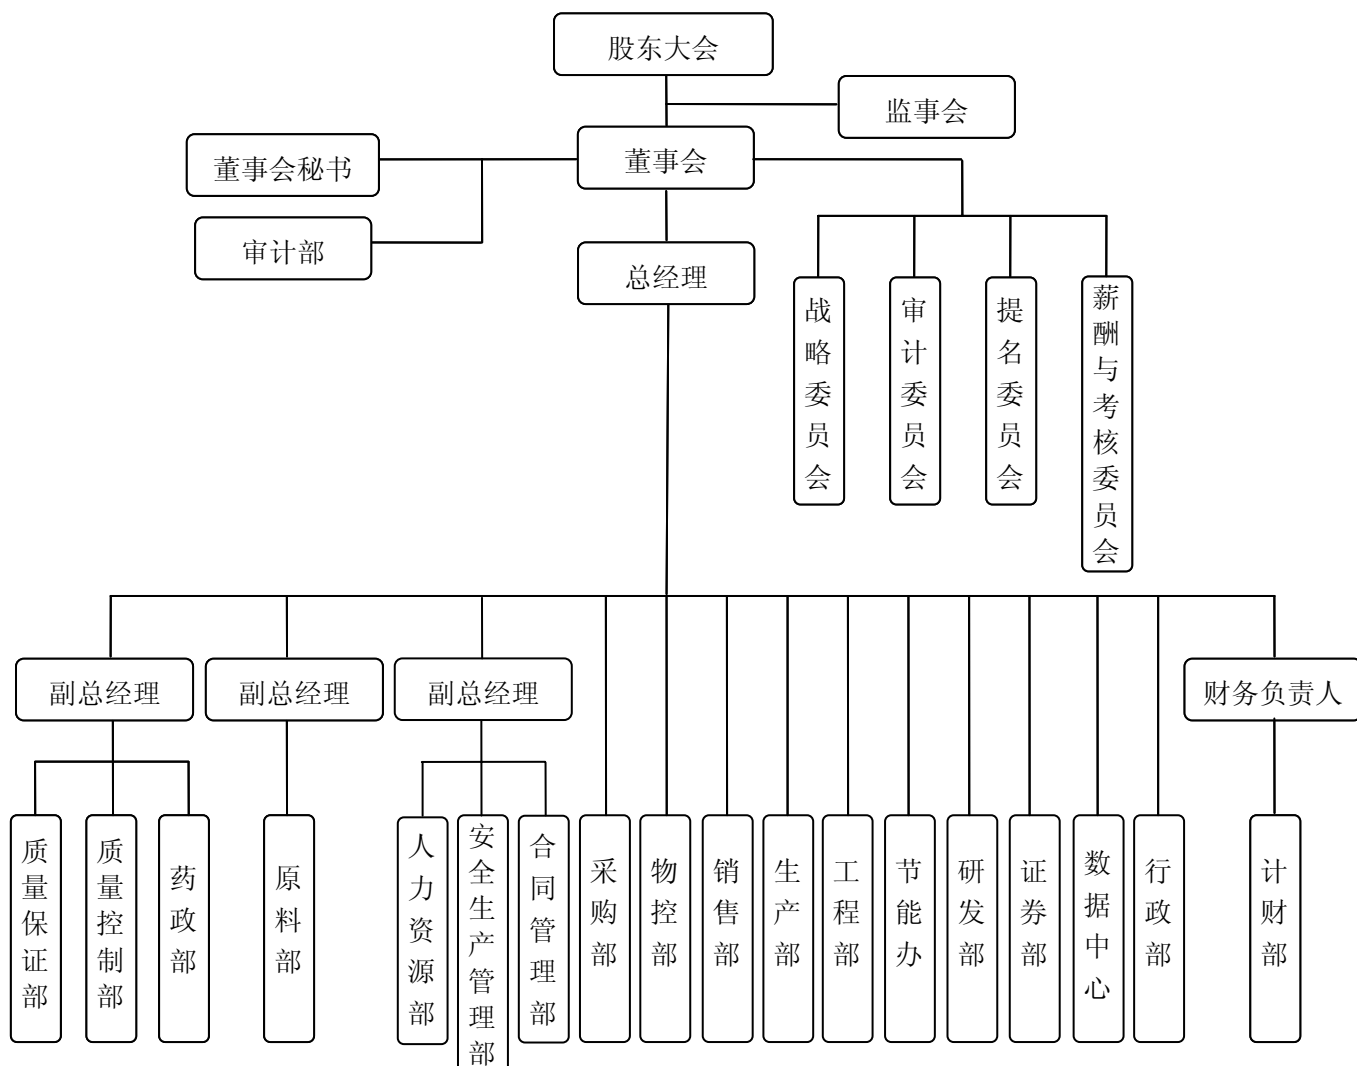 股东大会
监事会
董事会
董事会秘书
审计部
总经理
战略委员会
审计委员会
提名委员会
薪酬与考核委员会
副总经理
副总经理
副总经理
财务负责人
质量保证部
质量控制部
药政部
原料部
人力资源部
安全生产管理部
合同管理部
采购部
物控部
销售部
生产部
工程部
节能办
研发部
证券部
数据中心
行政部
计财部